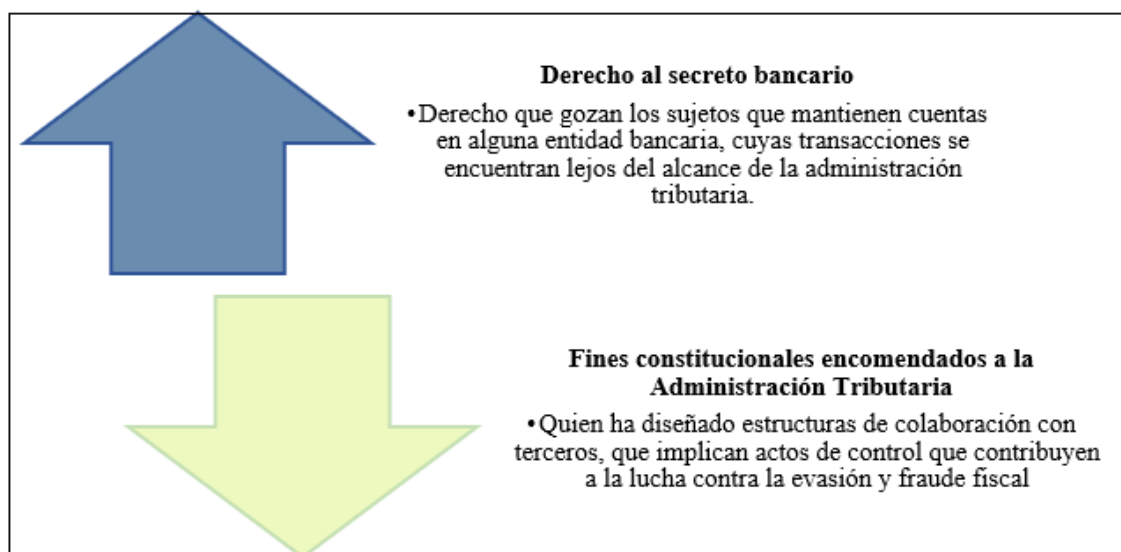 Derecho al secreto bancario
•Derecho que gozan los sujetos que mantienen cuentas
en alguna entidad bancaria, cuyas transacciones se
encuentran lejos del alcance de la administración
tributaria.
Fines constitucionales encomendados a la
Administración Tributaria
•Quien ha diseñado estructuras de colaboración con
terceros, que implican actos de control que contribuyen
a la lucha contra la evasión y fraude fiscal